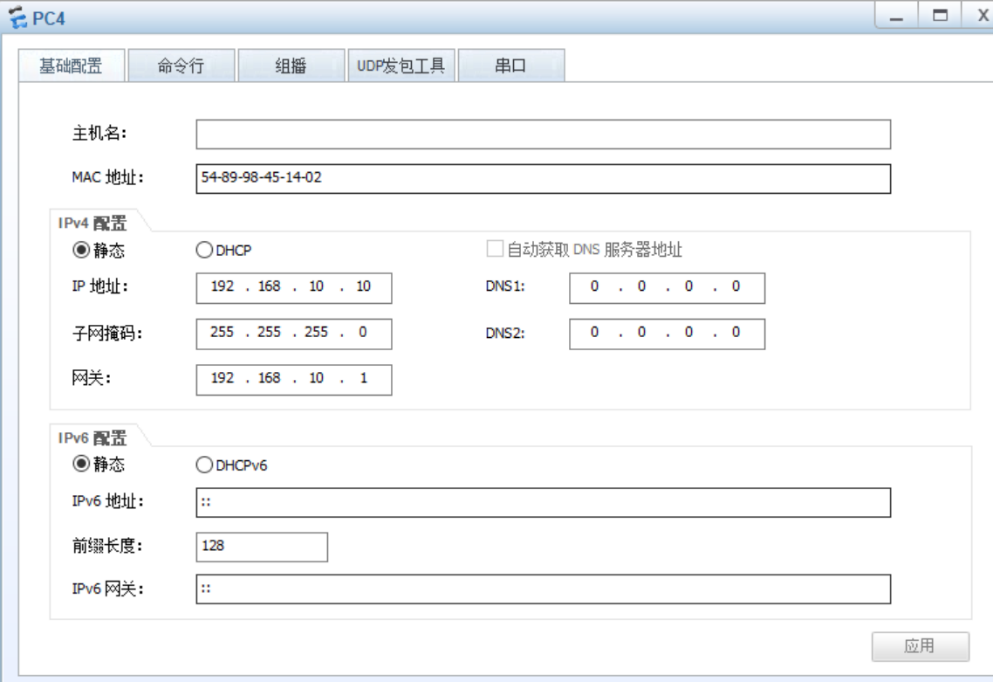 PC4
基础配置 命令行 组播 UDP发包工具 串口
主机名:
MAC 地址: 54-89-98-45-14-02
IPv4 配置
静态 DHCP 自动获取 DNS 服务器地址
IP 地址: 192 . 168 . 10 . 10 DNS1: 0 . 0 . 0 . 0
子网掩码: 255 . 255 . 255 . 0 DNS2: 0 . 0 . 0 . 0
网关: 192 . 168 . 10 . 1
IPv6 配置
静态 DHCPv6
IPv6 地址: ::
前缀长度: 128
IPv6 网关: ::
应用